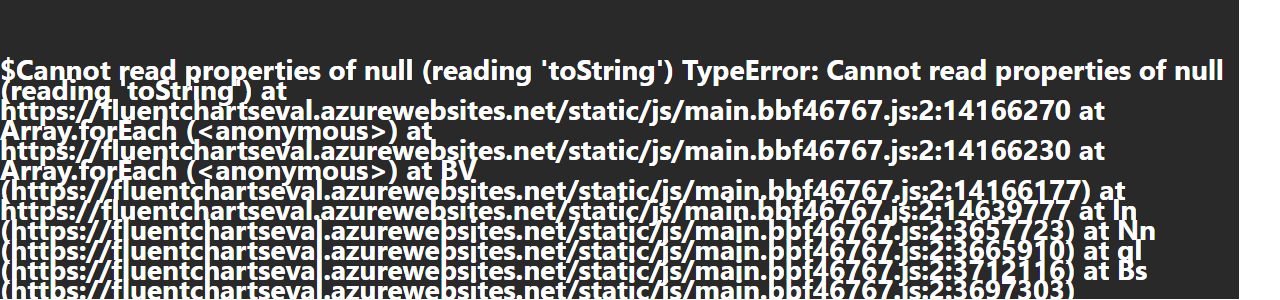 $Cannot read properties of null (reading 'toString') TypeError: Cannot read properties of null
(reading 'toString') at
https://fluentchartseval.azurewebsites.net/static/js/main.bbf46767.js:2:14166270 at
Array.forEach (<anonymous>) at
https://fluentchartseval.azurewebsites.net/static/js/main.bbf46767.js:2:14166230 at
Array.forEach (<anonymous>) at BV
(https://fluentchartseval.azurewebsites.net/static/js/main.bbf46767.js:2:14166177) at
https://fluentchartseval.azurewebsites.net/static/js/main.bbf46767.js:2:14639777 at ln
(https://fluentchartseval.azurewebsites.net/static/js/main.bbf46767.js:2:3657723) at Nn
(https://fluentchartseval.azurewebsites.net/static/js/main.bbf46767.js:2:3665910) at gl
(https://fluentchartseval.azurewebsites.net/static/js/main.bbf46767.js:2:3712116) at Bs
(https://fluentchartseval.azurewebsites.net/static/js/main.bbf46767.js:2:3697303)